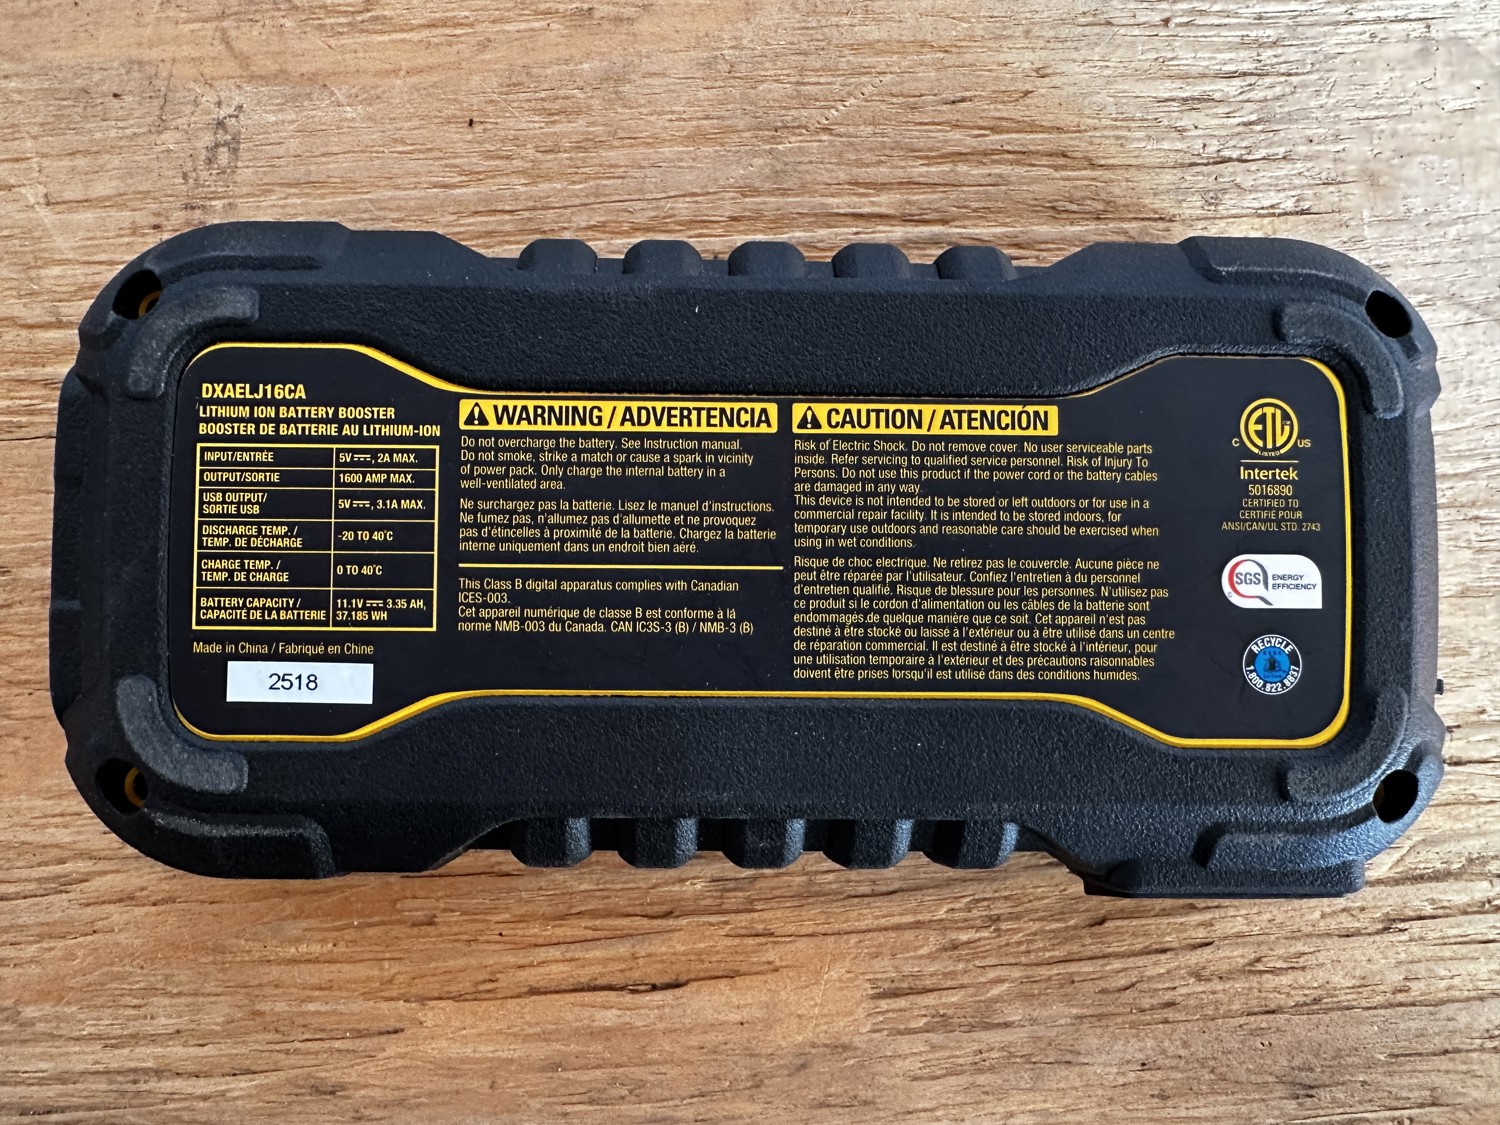 DXAELJ16CA
LITHIUM ION BATTERY BOOSTER
BOOSTER DE BATTERIE AU LITHIUM-ION
INPUT/ENTRÉE 5V⎓, 2A MAX.
OUTPUT/SORTIE 1600 AMP MAX.
USB OUTPUT/
SORTIE USB 5V⎓, 3.1A MAX.
DISCHARGE TEMP. /
TEMP. DE DÉCHARGE -20 TO 40°C
CHARGE TEMP. /
TEMP. DE CHARGE 0 TO 40°C
BATTERY CAPACITY / 11.1V⎓ 3.35 AH,
CAPACITÉ DE LA BATTERIE 37.185 WH
Made in China / Fabriqué en Chine
2518
WARNING / ADVERTENCIA
Do not overcharge the battery. See Instruction manual.
Do not smoke, strike a match or cause a spark in vicinity
of power pack. Only charge the internal battery in a
well-ventilated area.
Ne surchargez pas la batterie. Lisez le manuel d'instructions.
Ne fumez pas, n'allumez pas d'allumette et ne provoquez
pas d'étincelles à proximité de la batterie. Chargez la batterie
interne uniquement dans un endroit bien aéré.
This Class B digital apparatus complies with Canadian
ICES-003.
Cet appareil numérique de classe B est conforme à là
norme NMB-003 du Canada. CAN IC3S-3 (B) / NMB-3 (B)
CAUTION / ATENCIÓN
Risk of Electric Shock. Do not remove cover. No user serviceable parts
inside. Refer servicing to qualified service personnel. Risk of Injury To
Persons. Do not use this product if the power cord or the battery cables
are damaged in any way.
This device is not intended to be stored or left outdoors or for use in a
commercial repair facility. It is intended to be stored indoors, for
temporary use outdoors and reasonable care should be exercised when
using in wet conditions.
Risque de choc electrique. Ne retirez pas le couvercle. Aucune pièce ne
peut être réparée par l'utilisateur. Confiez l'entretien à du personnel
d'entretien qualifié. Risque de blessure pour les personnes. N'utilisez pas
ce produit si le cordon d'alimentation ou les câbles de la batterie sont
endommagés.de quelque manière que ce soit. Cet appareil n'est pas
destiné à être stocké ou laissé à l'extérieur ou à être utilisé dans un centre
de réparation commercial. Il est destiné à être stocké à l'intérieur, pour
une utilisation temporaire à l'extérieur et des précautions raisonnables
doivent être prises lorsqu'il est utilisé dans des conditions humides.
ETL
C US
LISTED
Intertek
5016890
CERTIFIED TO
CERTIFIÉ POUR
ANSI/CAN/UL STD. 2743
SGS ENERGY
EFFICIENCY
C
RECYCLE
1.800.822.8837